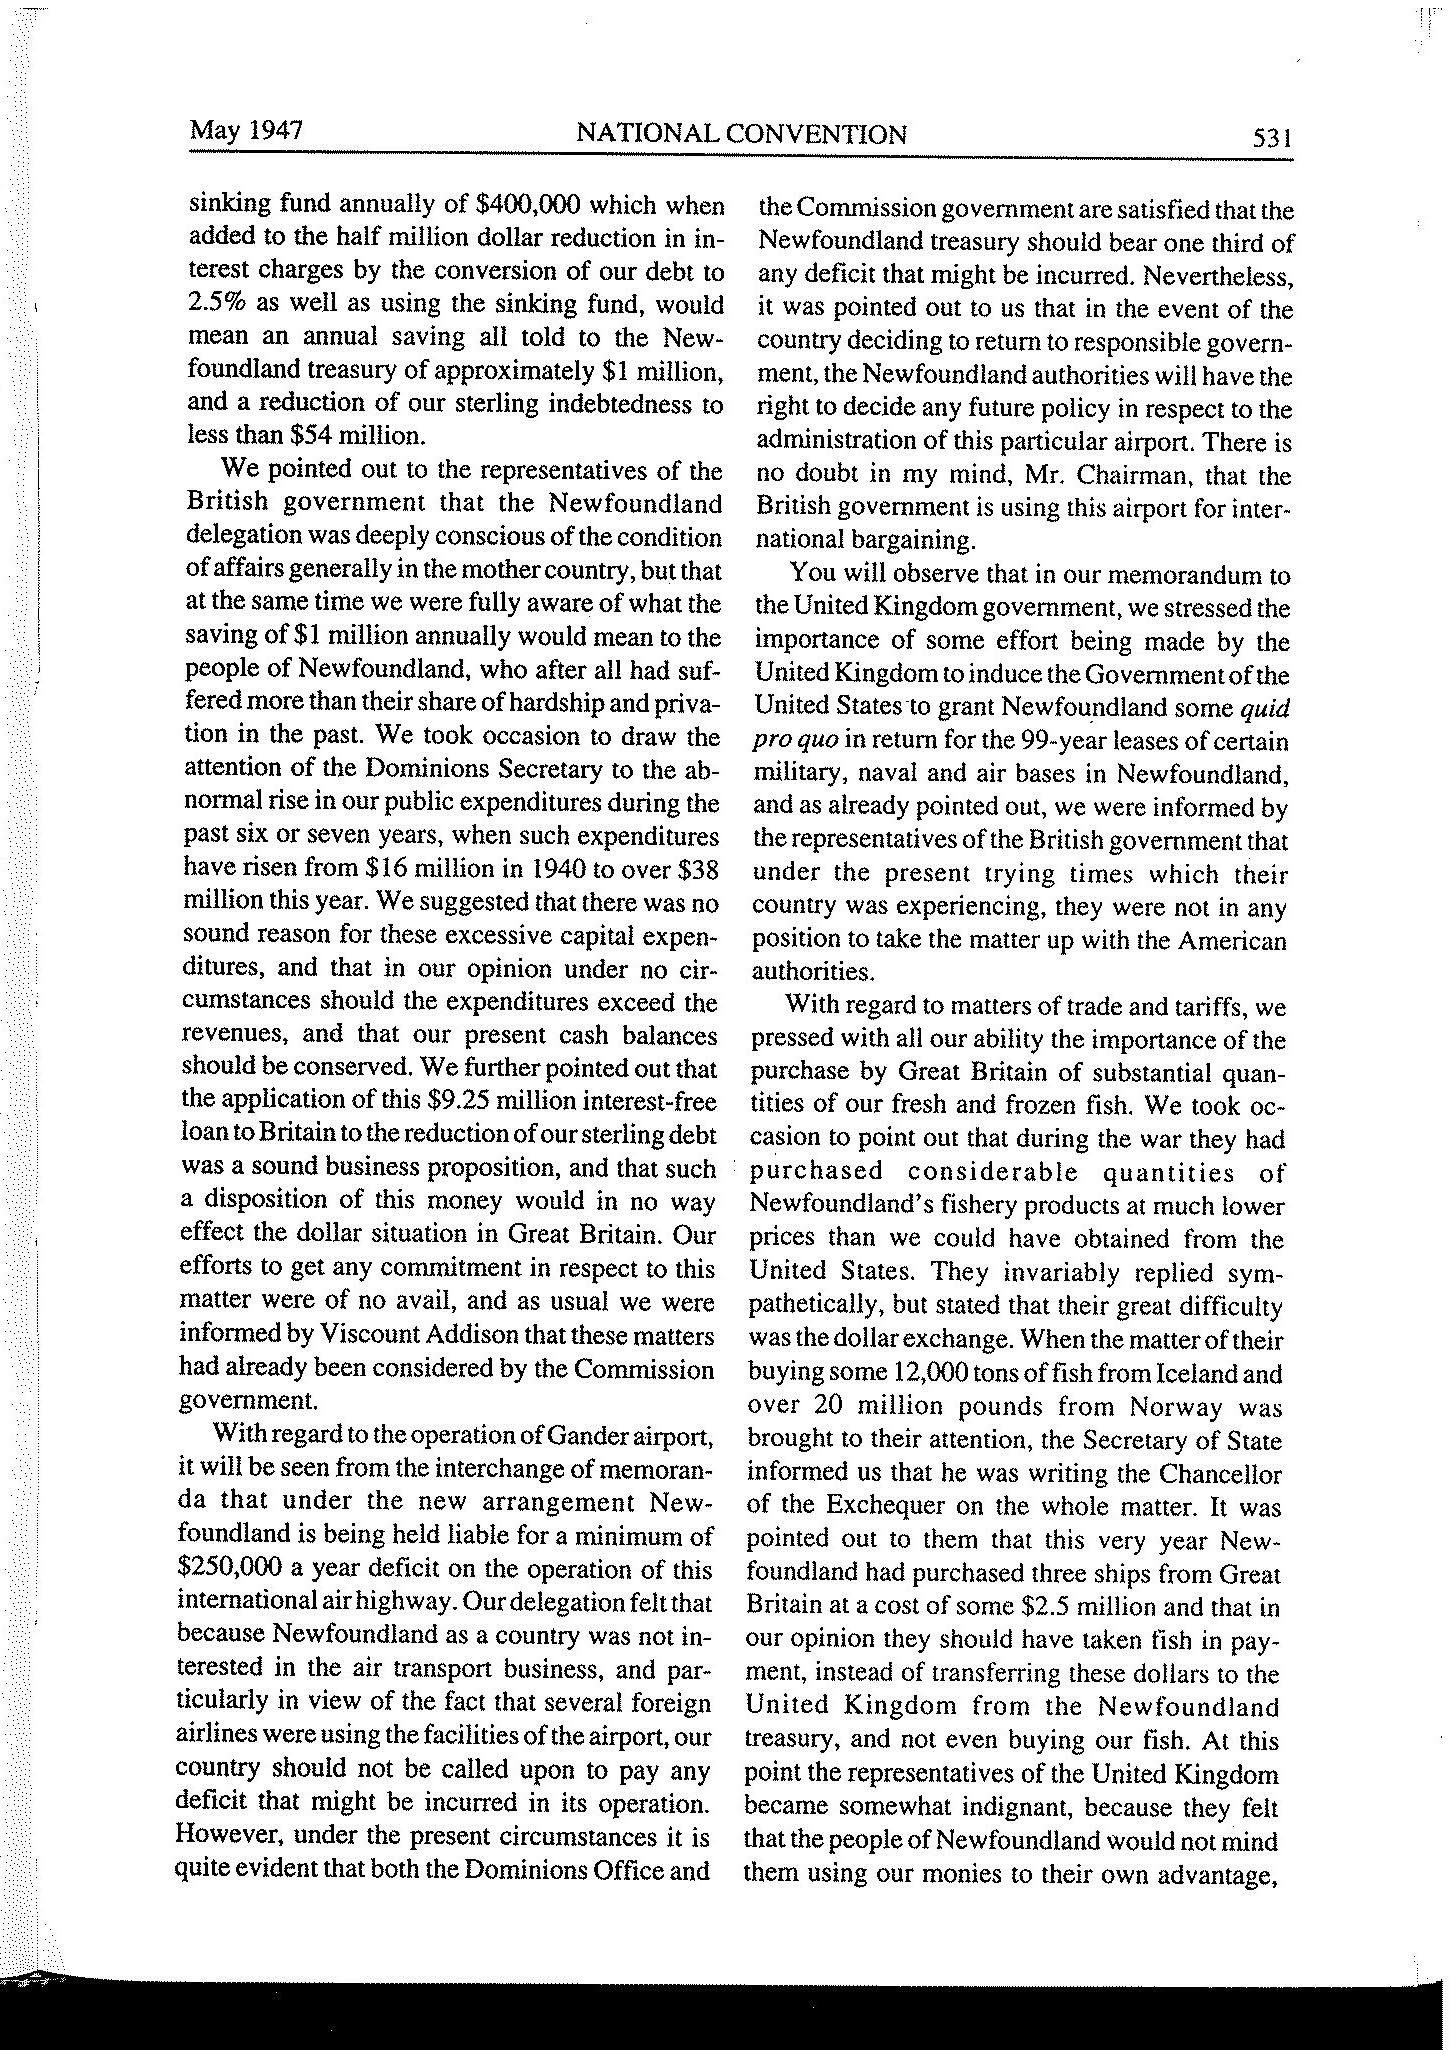 May 1947
NATIONAL CONVENTION
531
sinking fund annually of $400,000 which when
added to the half million dollar reduction in in-
terest charges by the conversion of our debt to
2.5% as well as using the sinking fund, would
mean an annual saving all told to the New-
foundland treasury of approximately $1 million,
and a reduction of our sterling indebtedness to
less than $54 million.
We pointed out to the representatives of the
British government that the Newfoundland
delegation was deeply conscious of the condition
of affairs generally in the mother country, but that
at the same time we were fully aware of what the
saving of $1 million annually would mean to the
people of Newfoundland, who after all had suf-
fered more than their share of hardship and priva-
tion in the past. We took occasion to draw the
attention of the Dominions Secretary to the ab-
normal rise in our public expenditures during the
past six or seven years, when such expenditures
have risen from $16 million in 1940 to over $38
million this year. We suggested that there was no
sound reason for these excessive capital expen-
ditures, and that in our opinion under no cir-
cumstances should the expenditures exceed the
revenues, and that our present cash balances
should be conserved. We further pointed out that
the application of this $9.25 million interest-free
loan to Britain to the reduction of our sterling debt
was a sound business proposition, and that such
a disposition of this money would in no way
effect the dollar situation in Great Britain. Our
efforts to get any commitment in respect to this
matter were of no avail, and as usual we were
informed by Viscount Addison that these matters
had already been considered by the Commission
government.
With regard to the operation of Gander airport,
it will be seen from the interchange of memoran-
da that under the new arrangement New-
foundland is being held liable for a minimum of
$250,000 a year deficit on the operation of this
international air highway. Our delegation felt that
because Newfoundland as a country was not in-
terested in the air transport business, and par-
ticularly in view of the fact that several foreign
airlines were using the facilities of the airport, our
country should not be called upon to pay any
deficit that might be incurred in its operation.
However, under the present circumstances it is
quite evident that both the Dominions Office and
the Commission government are satisfied that the
Newfoundland treasury should bear one third of
any deficit that might be incurred. Nevertheless,
it was pointed out to us that in the event of the
country deciding to return to responsible govern-
ment, the Newfoundland authorities will have the
right to decide any future policy in respect to the
administration of this particular airport. There is
no doubt in my mind, Mr. Chairman, that the
British government is using this airport for inter-
national bargaining.
You will observe that in our memorandum to
the United Kingdom government, we stressed the
importance of some effort being made by the
United Kingdom to induce the Government of the
United States to grant Newfoundland some quid
pro quo in return for the 99-year leases of certain
military, naval and air bases in Newfoundland,
and as already pointed out, we were informed by
the representatives of the British government that
under the present trying times which their
country was experiencing, they were not in any
position to take the matter up with the American
authorities.
With regard to matters of trade and tariffs, we
pressed with all our ability the importance of the
purchase by Great Britain of substantial quan-
tities of our fresh and frozen fish. We took oc-
casion to point out that during the war they had
purchased considerable quantities of
Newfoundland's fishery products at much lower
prices than we could have obtained from the
United States. They invariably replied sym-
pathetically, but stated that their great difficulty
was the dollar exchange. When the matter of their
buying some 12,000 tons of fish from Iceland and
over 20 million pounds from Norway was
brought to their attention, the Secretary of State
informed us that he was writing the Chancellor
of the Exchequer on the whole matter. It was
pointed out to them that this very year New-
foundland had purchased three ships from Great
Britain at a cost of some $2.5 million and that in
our opinion they should have taken fish in pay-
ment, instead of transferring these dollars to the
United Kingdom from the Newfoundland
treasury, and not even buying our fish. At this
point the representatives of the United Kingdom
became somewhat indignant, because they felt
that the people of Newfoundland would not mind
them using our monies to their own advantage,